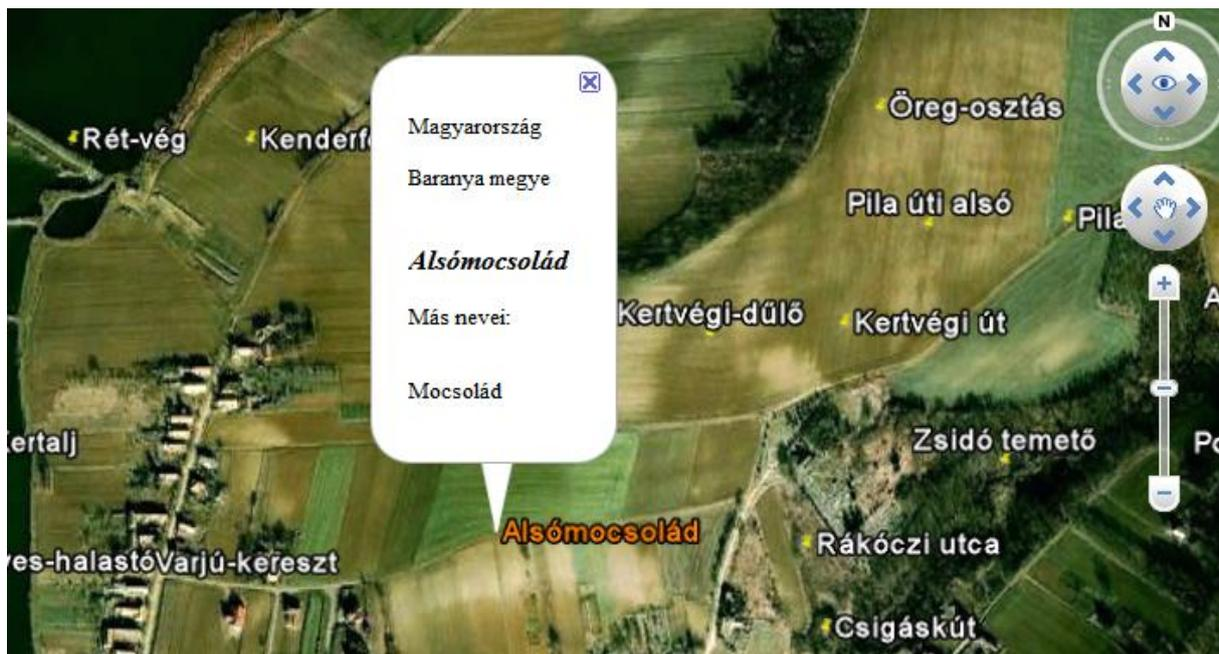 N
Öreg-osztás
Rét-vég
Kenderf
Magyarország
Baranya megye
Pila úti alsó
Pila
Alsómocsolád
Más nevei:
Kertvégi-dűlő
Kertvégi út
A
Mocsolád
ertalj
Zsidó temető
Po
Alsómocsolád
Rákóczi utca
ves-halastó
Varjú-kereszt
Csigáskút